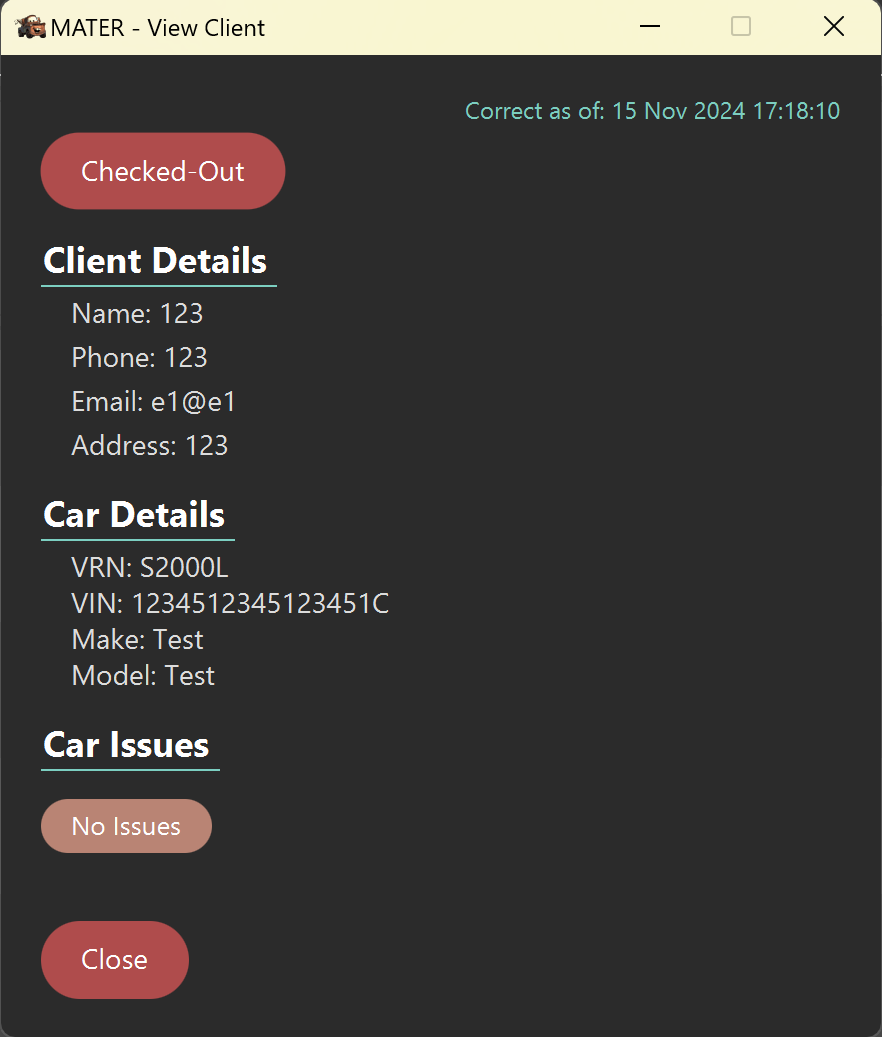 MATER - View Client
Correct as of: 15 Nov 2024 17:18:10
Checked-Out
Client Details
Name: 123
Phone: 123
Email: e1@e1
Address: 123
Car Details
VRN: S2000L
VIN: 1234512345123451C
Make: Test
Model: Test
Car Issues
No Issues
Close